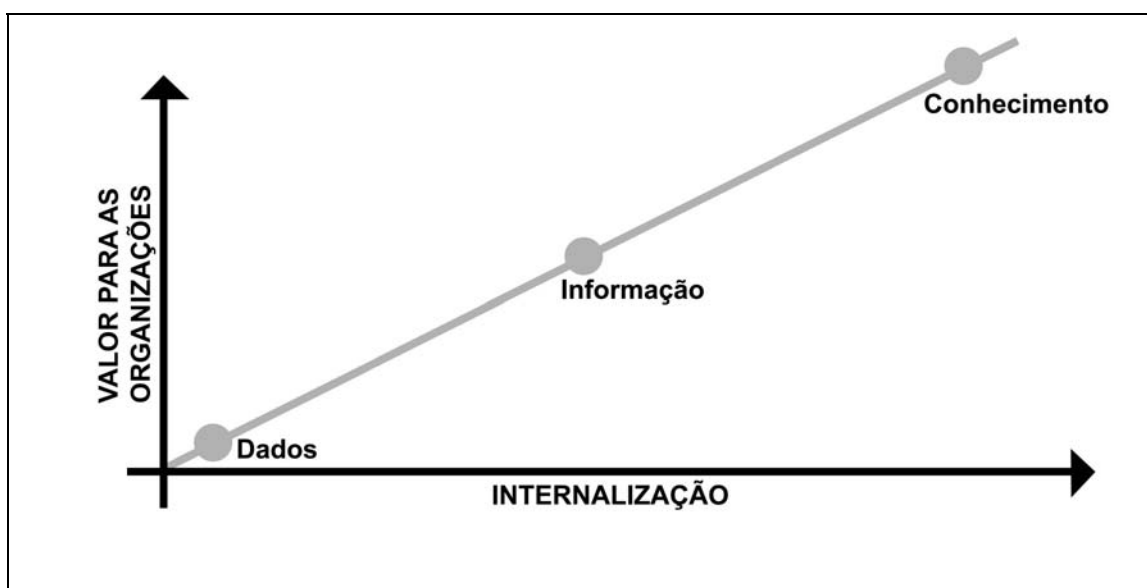 Conhecimento
VALOR PARA AS
ORGANIZAÇÕES
Informação
Dados
INTERNALIZAÇÃO